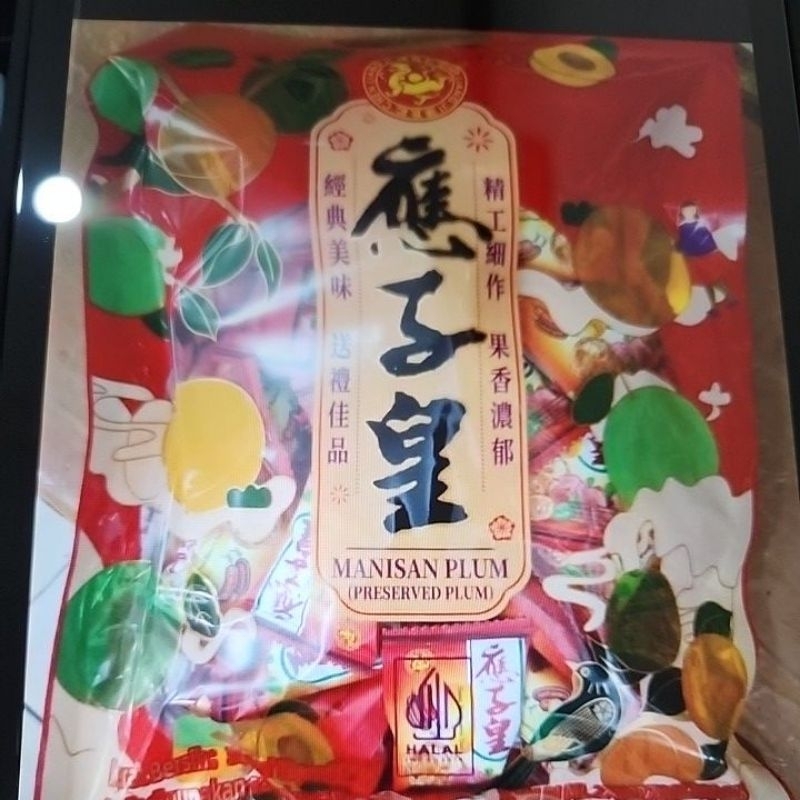 精工細作 果香濃郁
應子皇
經典美味 送禮佳品
MANISAN PLUM
(PRESERVED PLUM)
應子皇
HALAL